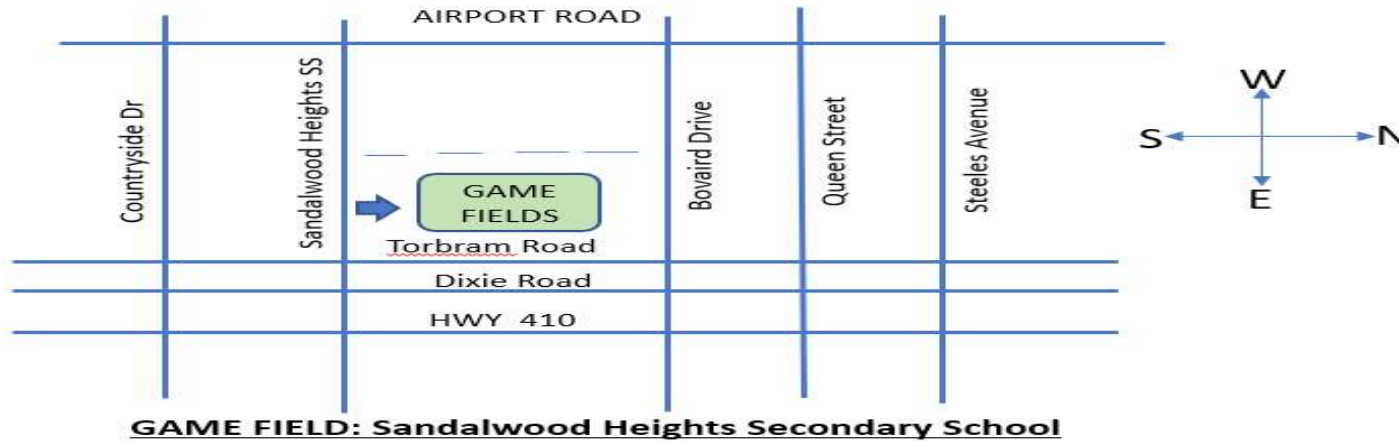 AIRPORT ROAD
Countryside Dr
Sandalwood Heights SS
Bovaird Drive
Queen Street
Steeles Avenue
W
S
N
E
GAME
FIELDS
Torbram Road
Dixie Road
HWY 410
GAME FIELD: Sandalwood Heights Secondary School